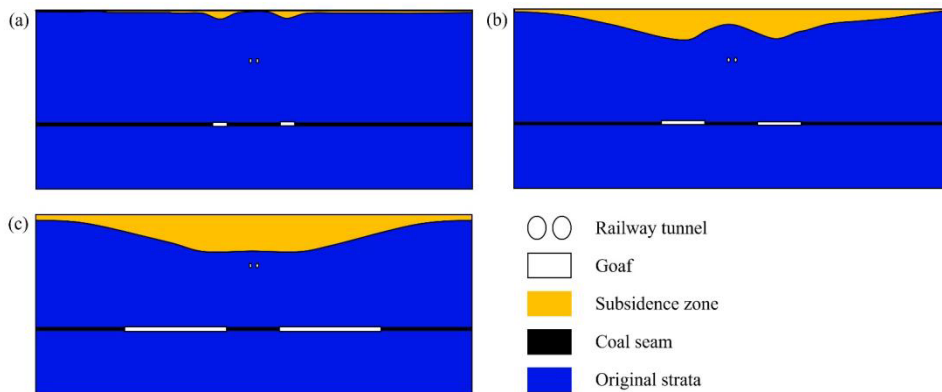 (a)
(b)
(c)
Railway tunnel
Goaf
Subsidence zone
Coal seam
Original strata